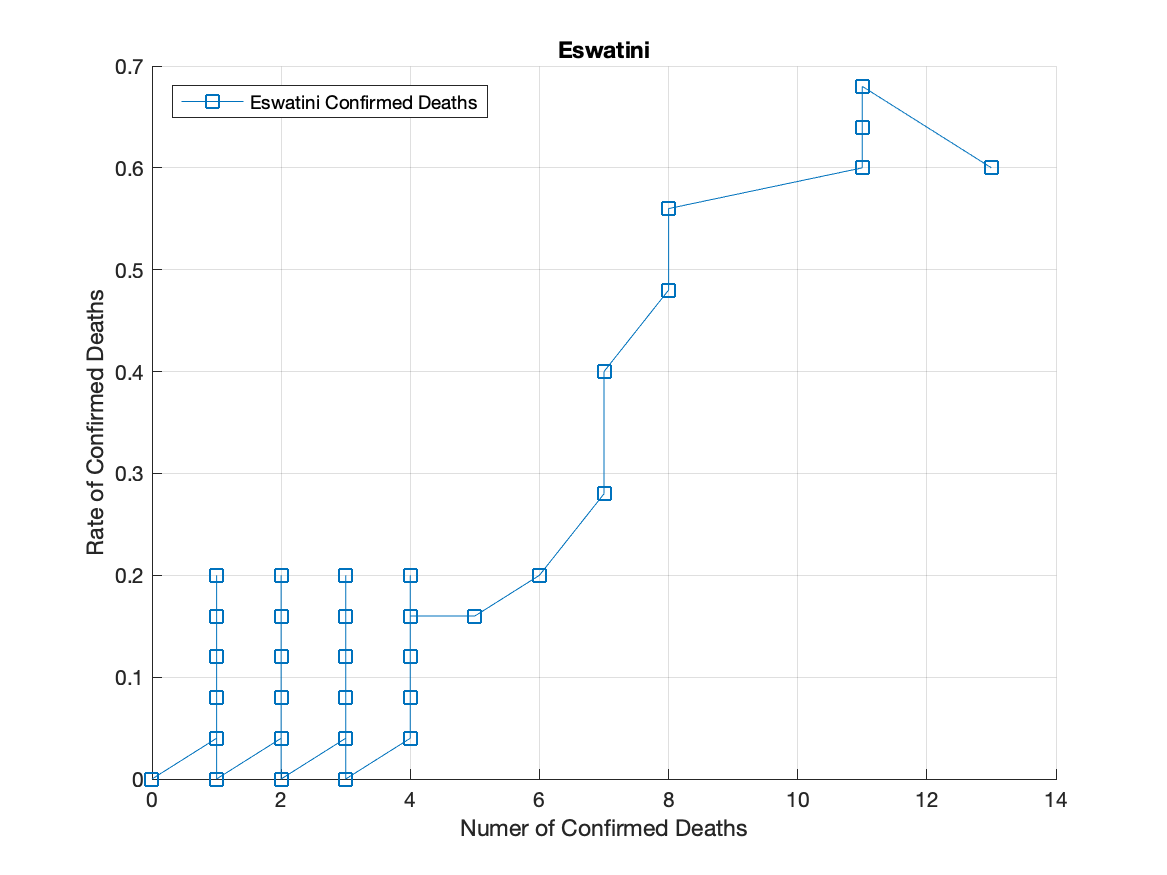 Eswatini
Eswatini Confirmed Deaths
0.7
0.6
0.5
0.4
0.3
0.2
0.1
0
0 2 4 6 8 10 12 14
Rate of Confirmed Deaths
Numer of Confirmed Deaths